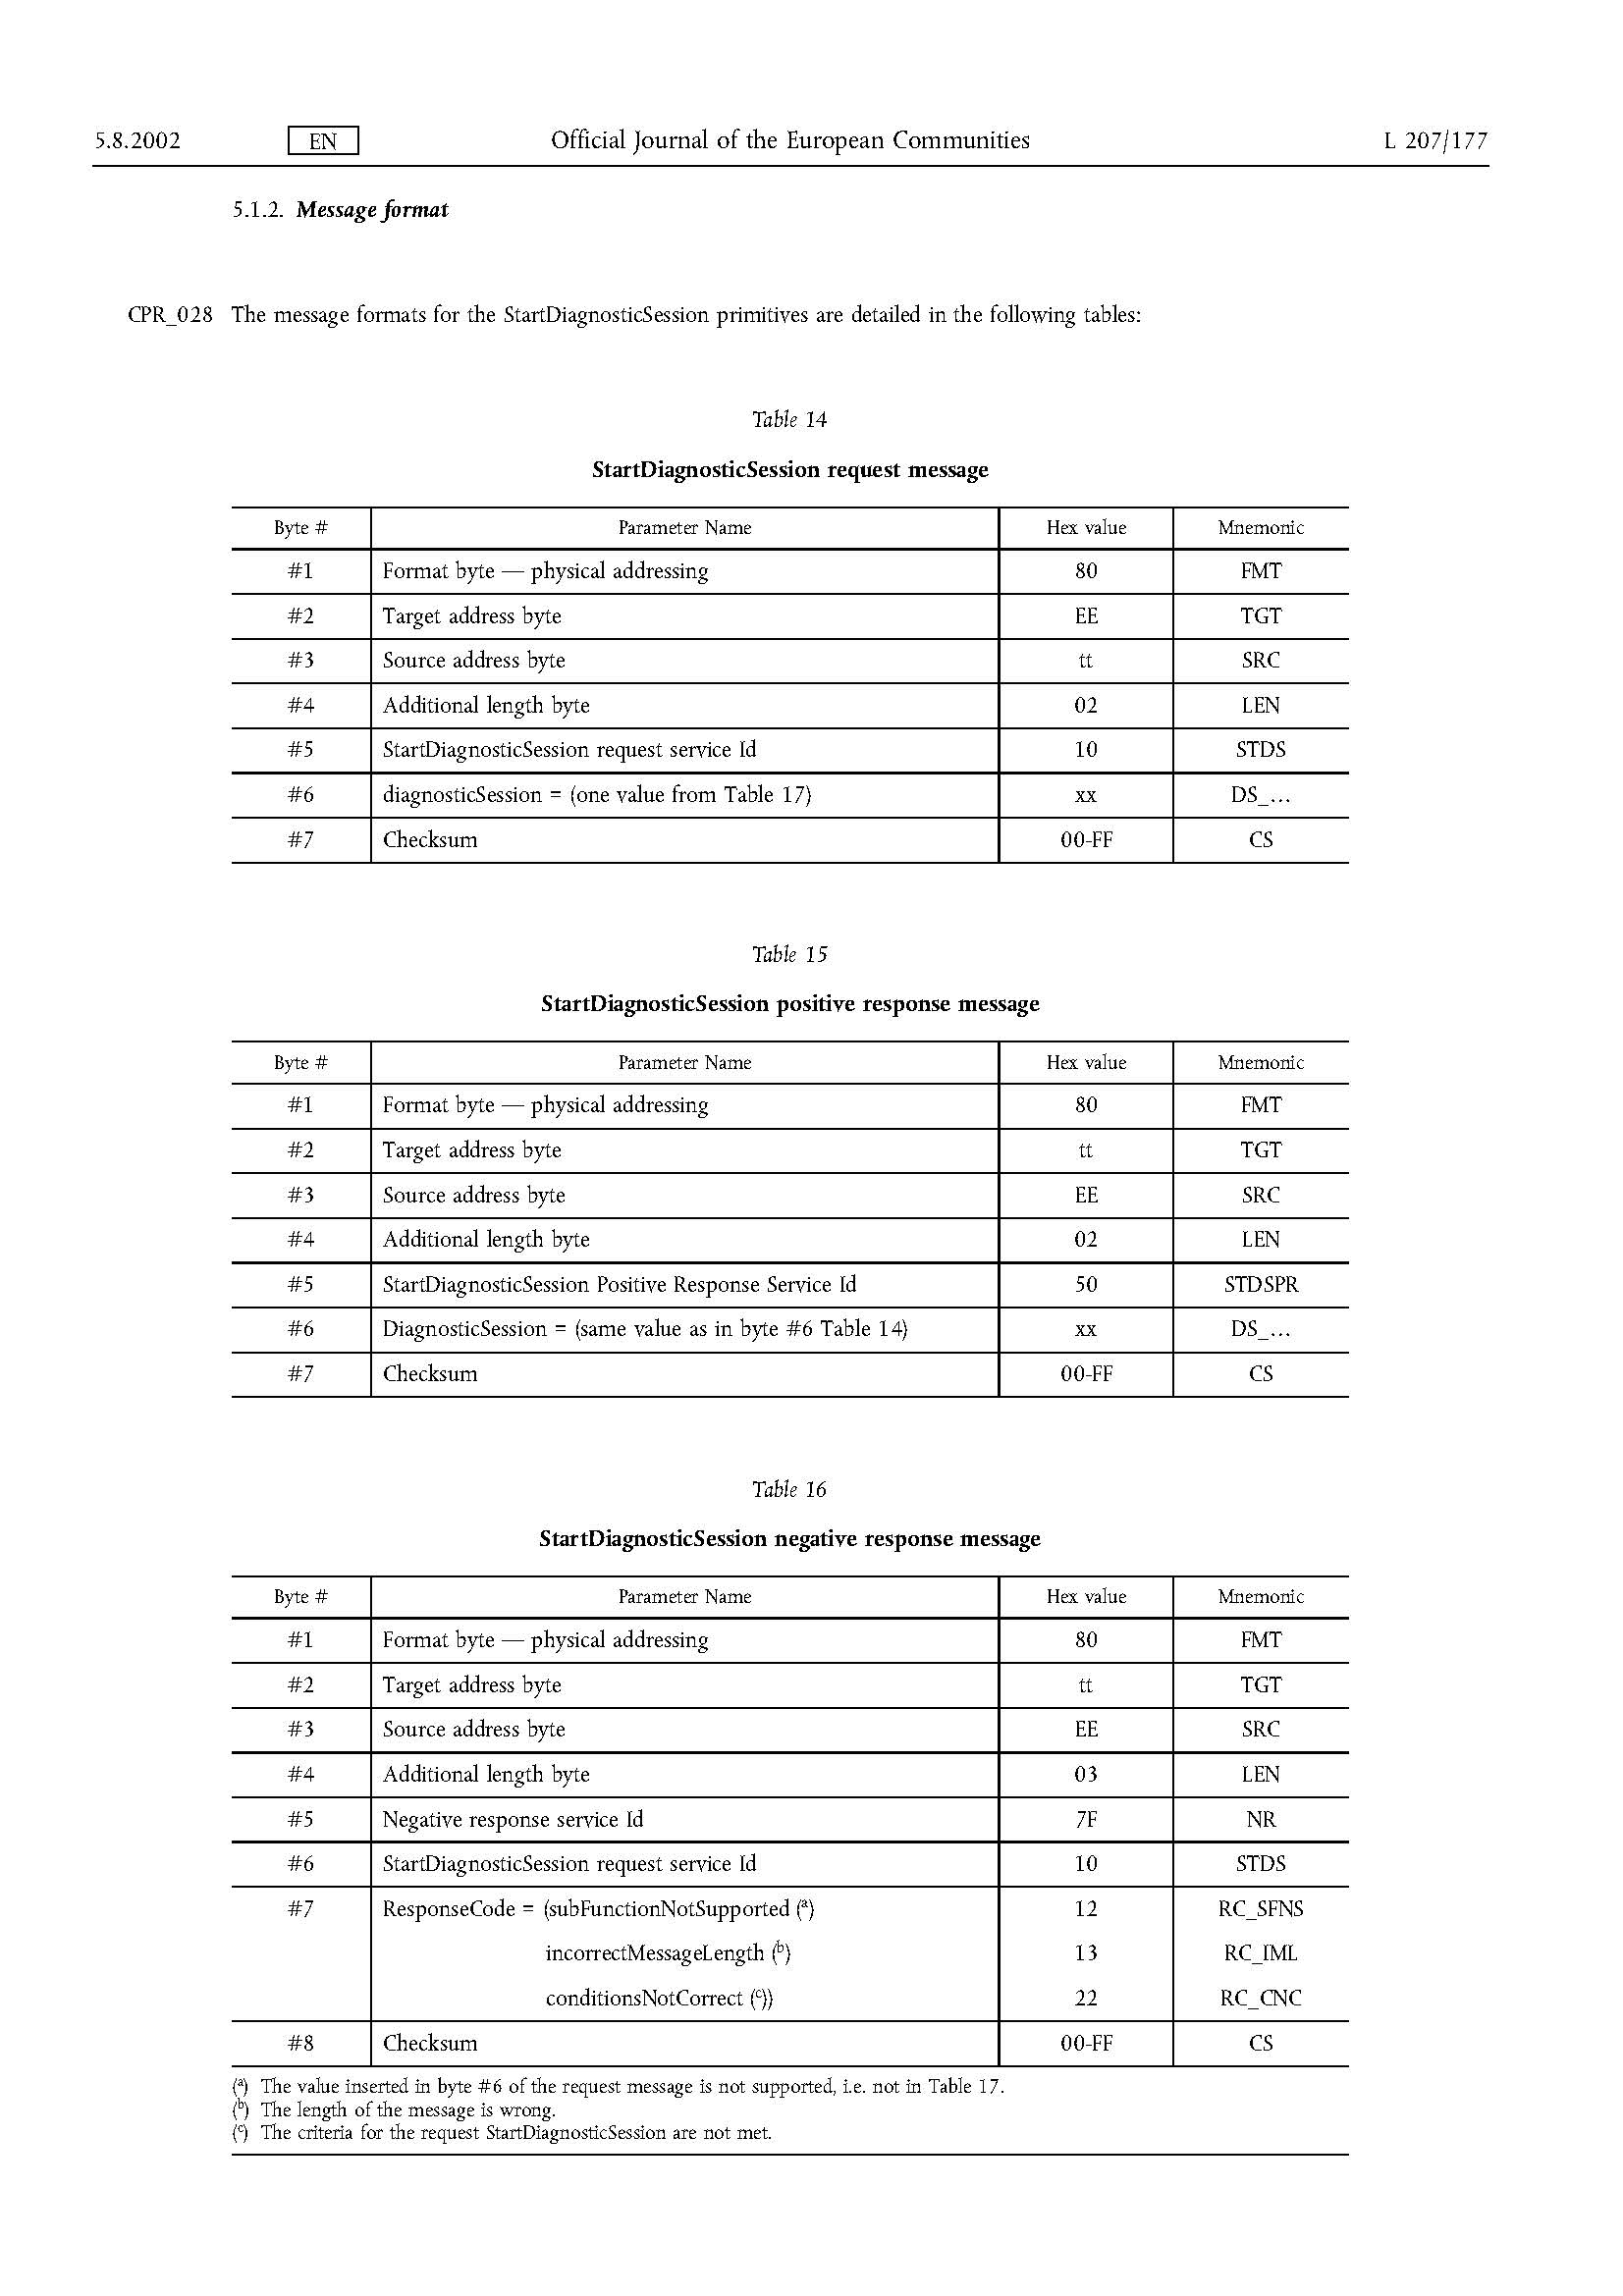 5.8.2002 EN Official Journal of the European Communities L 207/177
5.1.2. Message format
CPR_028 The message formats for the StartDiagnosticSession primitives are detailed in the following tables:
Table 14
StartDiagnosticSession request message
Byte # Parameter Name Hex value Mnemonic
#1 Format byte — physical addressing 80 FMT
#2 Target address byte EE TGT
#3 Source address byte tt SRC
#4 Additional length byte 02 LEN
#5 StartDiagnosticSession request service Id 10 STDS
#6 diagnosticSession = (one value from Table 17) xx DS_…
#7 Checksum 00-FF CS
Table 15
StartDiagnosticSession positive response message
Byte # Parameter Name Hex value Mnemonic
#1 Format byte — physical addressing 80 FMT
#2 Target address byte tt TGT
#3 Source address byte EE SRC
#4 Additional length byte 02 LEN
#5 StartDiagnosticSession Positive Response Service Id 50 STDSPR
#6 DiagnosticSession = (same value as in byte #6 Table 14) xx DS_…
#7 Checksum 00-FF CS
Table 16
StartDiagnosticSession negative response message
Byte # Parameter Name Hex value Mnemonic
#1 Format byte — physical addressing 80 FMT
#2 Target address byte tt TGT
#3 Source address byte EE SRC
#4 Additional length byte 03 LEN
#5 Negative response service Id 7F NR
#6 StartDiagnosticSession request service Id 10 STDS
#7 ResponseCode = (subFunctionNotSupported (a) 12 RC_SFNS
incorrectMessageLength (b) 13 RC_IML
conditionsNotCorrect (c)) 22 RC_CNC
#8 Checksum 00-FF CS
(a) The value inserted in byte #6 of the request message is not supported, i.e. not in Table 17.
(b) The length of the message is wrong.
(c) The criteria for the request StartDiagnosticSession are not met.